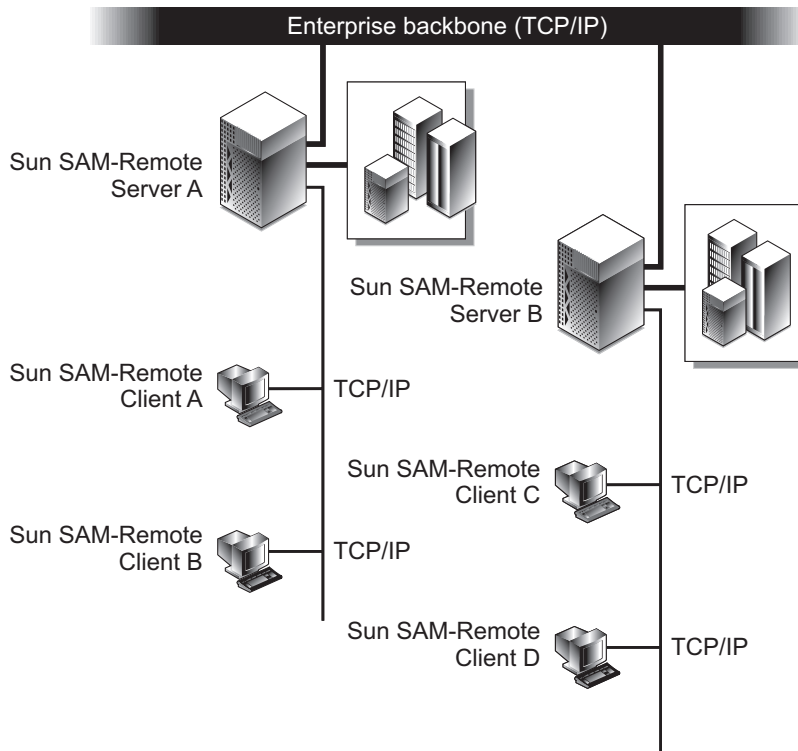 Enterprise backbone (TCP/IP)
Sun SAM-Remote
Server A
Sun SAM-Remote
Server B
Sun SAM-Remote
Client A
TCP/IP
Sun SAM-Remote
Client C
TCP/IP
Sun SAM-Remote
Client B
TCP/IP
Sun SAM-Remote
Client D
TCP/IP